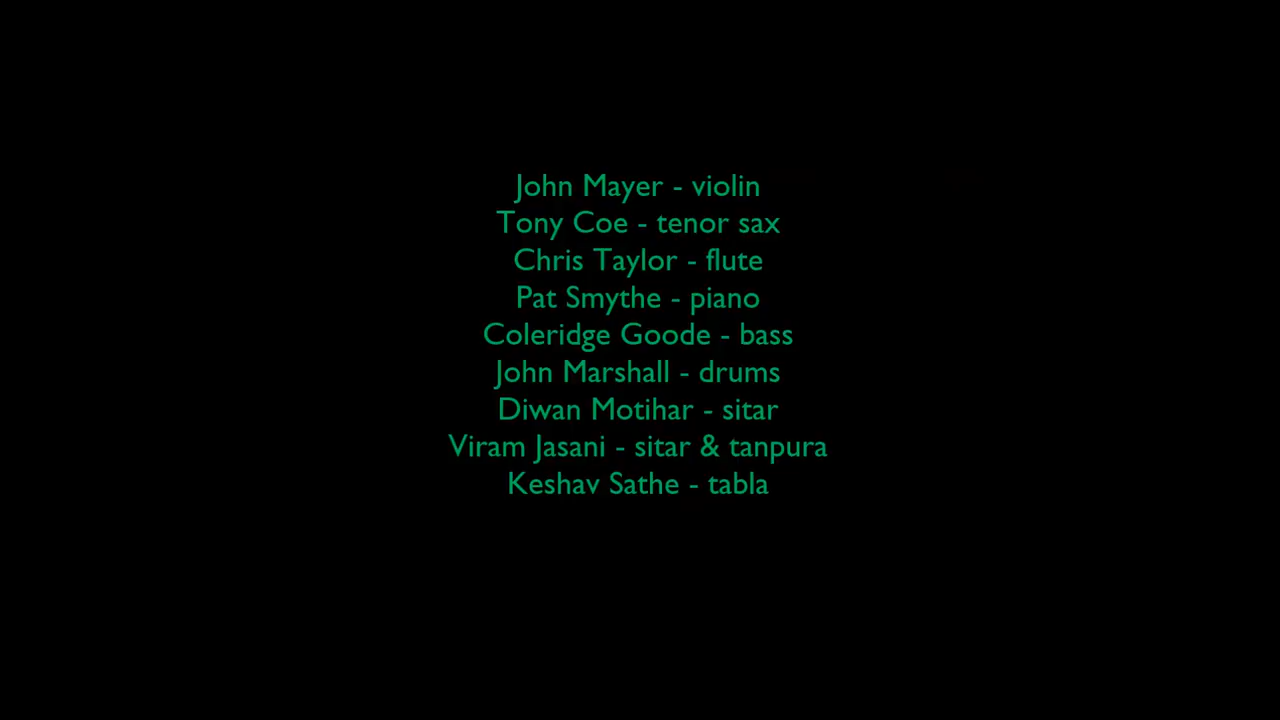 John Mayer - violin
Tony Coe - tenor sax
Chris Taylor - flute
Pat Smythe - piano
Coleridge Goode - bass
John Marshall - drums
Diwan Motihar - sitar
Viram Jasani - sitar & tanpura
Keshav Sathe - tabla